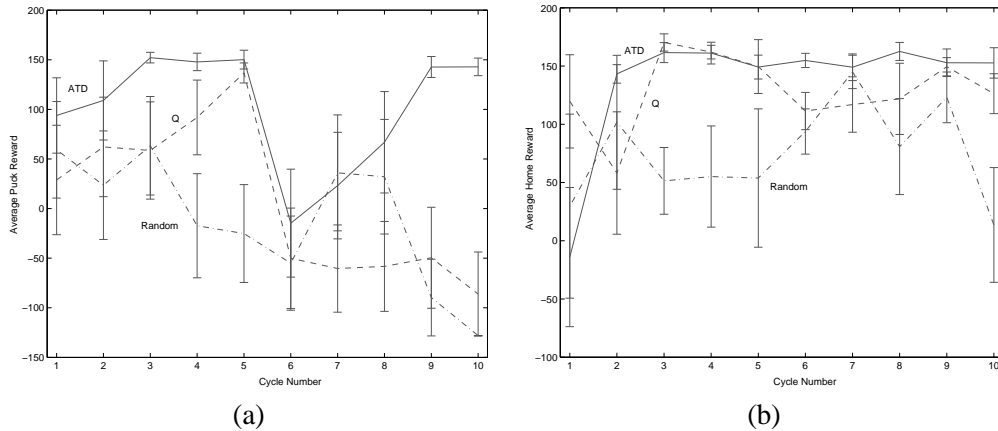 200
150
100
50
0
−50
−100
−150
1 2 3 4 5 6 7 8 9 10
Average Puck Reward
Cycle Number
ATD
Q
Random
(a)
200
150
100
50
0
−50
−100
1 2 3 4 5 6 7 8 9 10
Average Home Reward
Cycle Number
ATD
Q
Random
(b)